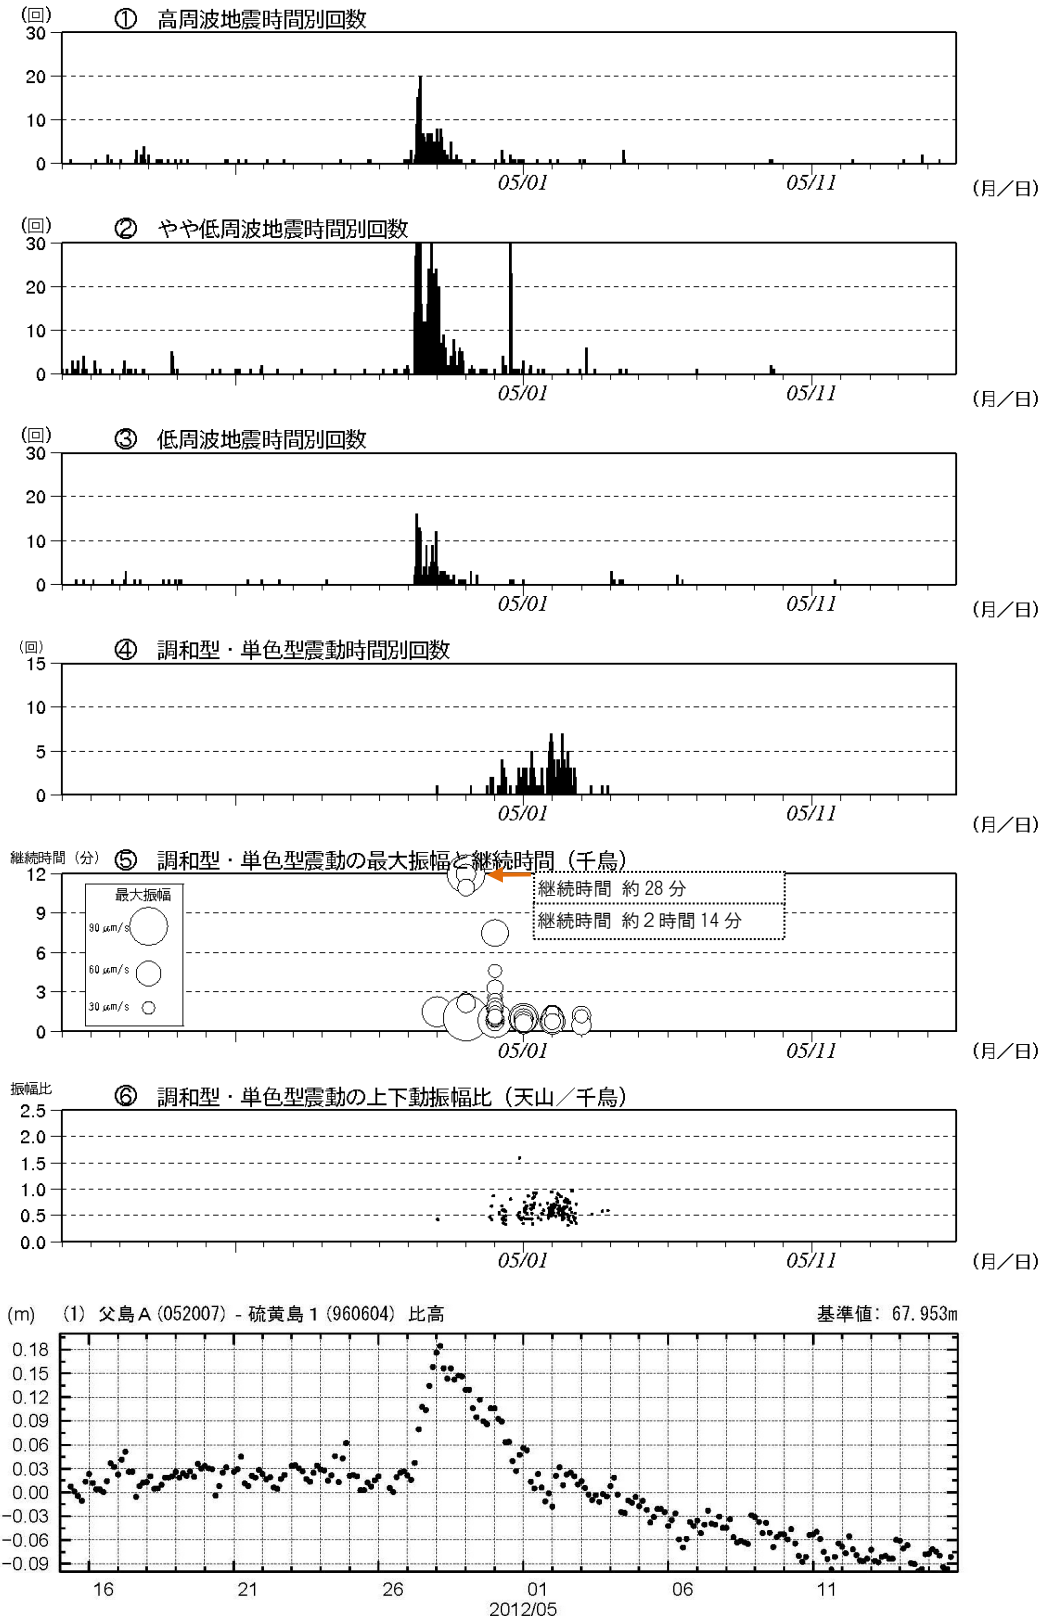 (回) ① 高周波地震時間別回数
30
20
10
0
05/01 05/11
(月／日)
(回) ② やや低周波地震時間別回数
30
20
10
0
05/01 05/11
(月／日)
(回) ③ 低周波地震時間別回数
30
20
10
0
05/01 05/11
(月／日)
(回) ④ 調和型・単色型震動時間別回数
15
10
5
0
05/01 05/11
(月／日)
継続時間（分） ⑤ 調和型・単色型震動の最大振幅と継続時間（千鳥）
12
9
6
3
0
最大振幅
90 μm/s
60 μm/s
30 μm/s
継続時間 約28分
継続時間 約2時間14分
05/01 05/11
(月／日)
振幅比 ⑥ 調和型・単色型震動の上下動振幅比（天山／千鳥）
2.5
2.0
1.5
1.0
0.5
0.0
05/01 05/11
(月／日)
(m) (1) 父島Ａ(052007) - 硫黄島１(960604) 比高 基準値: 67.953m
0.18
0.15
0.12
0.09
0.06
0.03
0.00
-0.03
-0.06
-0.09
16 21 26 01 06 11
2012/05